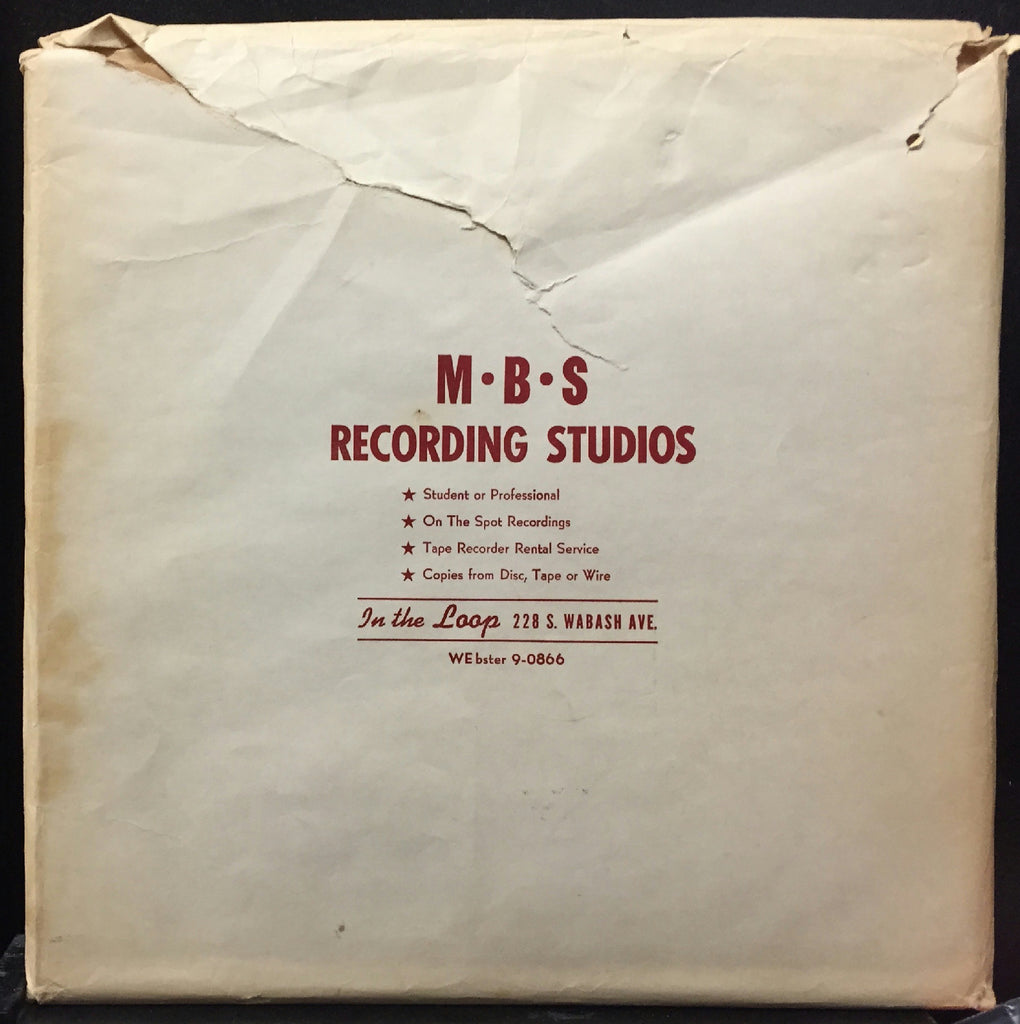 M•B•S
RECORDING STUDIOS
★ Student or Professional
★ On The Spot Recordings
★ Tape Recorder Rental Service
★ Copies from Disc, Tape or Wire
In the Loop 228 S. WABASH AVE.
WEbster 9-0866